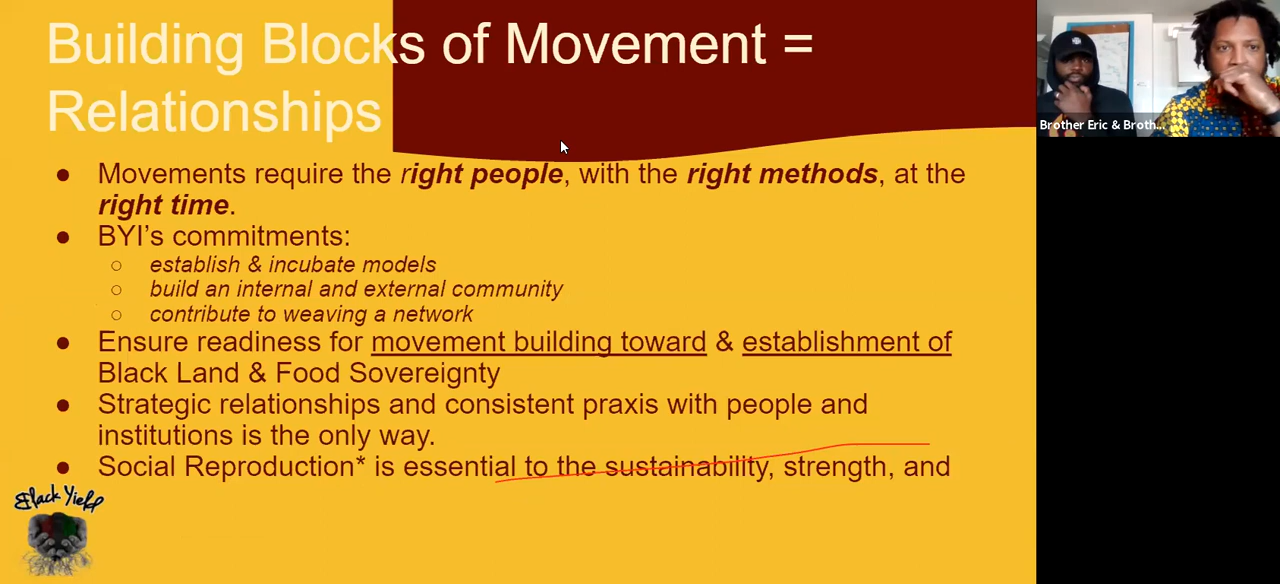 Building Blocks of Movement =
Relationships
Brother Eric & Broth...
● Movements require the right people, with the right methods, at the
right time.
● BYI’s commitments:
○ establish & incubate models
○ build an internal and external community
○ contribute to weaving a network
● Ensure readiness for movement building toward & establishment of
Black Land & Food Sovereignty
● Strategic relationships and consistent praxis with people and
institutions is the only way.
● Social Reproduction* is essential to the sustainability, strength, and
Black Yield